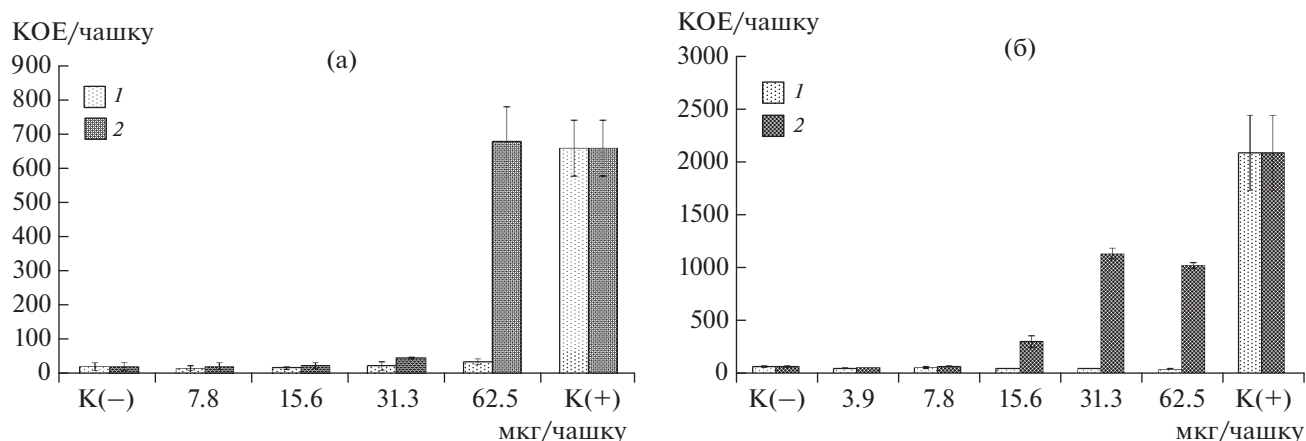 КОЕ/чашку
(а)
900
800
700
600
500
400
300
200
100
0
1
2
К(−) 7.8 15.6 31.3 62.5 К(+)
мкг/чашку
КОЕ/чашку
(б)
3000
2500
2000
1500
1000
500
0
1
2
К(−) 3.9 7.8 15.6 31.3 62.5 К(+)
мкг/чашку